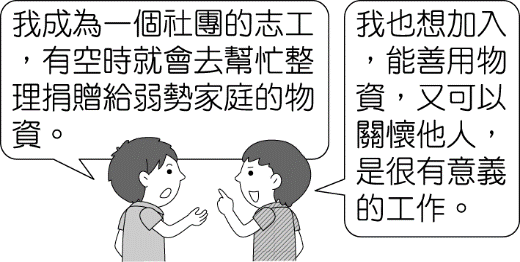 我成為一個社團的志工
，有空時就會去幫忙整
理捐贈給弱勢家庭的物
資。
我也想加入
，能善用物
資，又可以
關懷他人，
是很有意義
的工作。